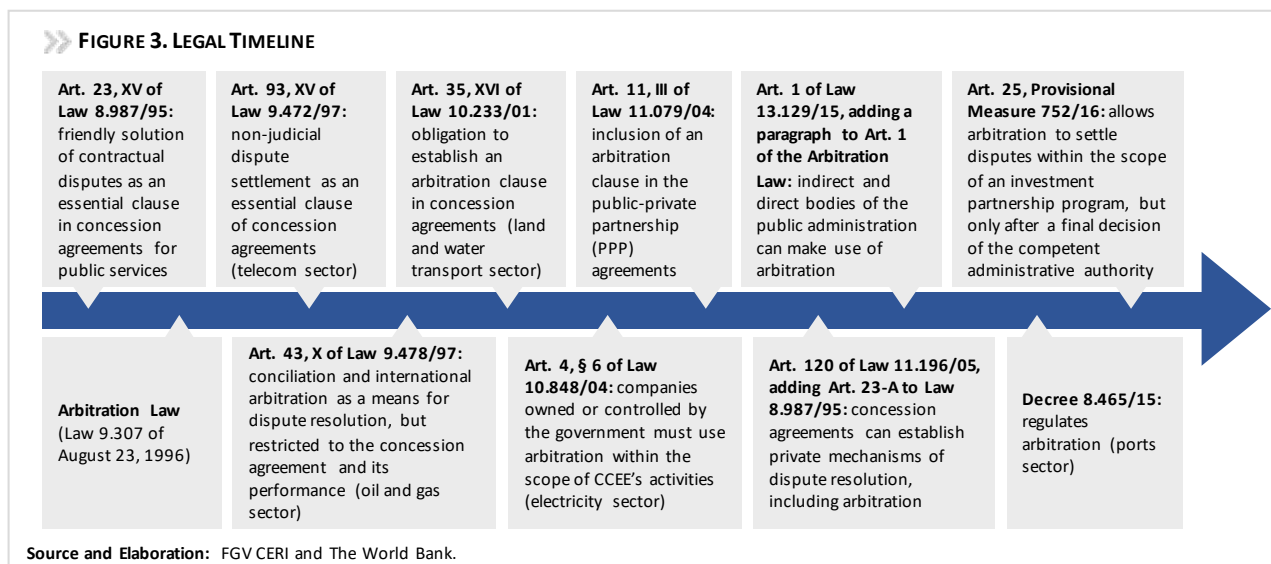 FIGURE 3. LEGAL TIMELINE
Art. 23, XV of
Law 8.987/95:
friendly solution
of contractual
disputes as an
essential clause
in concession
agreements for
public services
Art. 93, XV of
Law 9.472/97:
non-judicial
dispute
settlement as an
essential clause
of concession
agreements
(telecom sector)
Art. 35, XVI of
Law 10.233/01:
obligation to
establish an
arbitration clause
in concession
agreements (land
and water
transport sector)
Art. 11, III of
Law 11.079/04:
inclusion of an
arbitration
clause in the
public-private
partnership
(PPP)
agreements
Art. 1 of Law
13.129/15, adding a
paragraph to Art. 1
of the Arbitration
Law: indirect and
direct bodies of the
public administration
can make use of
arbitration
Art. 25, Provisional
Measure 752/16: allows
arbitration to settle
disputes within the scope
of an investment
partnership program, but
only after a final decision
of the competent
administrative authority
Arbitration Law
(Law 9.307 of
August 23, 1996)
Art. 43, X of Law 9.478/97:
conciliation and international
arbitration as a means for
dispute resolution, but
restricted to the concession
agreement and its
performance (oil and gas
sector)
Art. 4, § 6 of Law
10.848/04: companies
owned or controlled by
the government must use
arbitration within the
scope of CCEE's activities
(electricity sector)
Art. 120 of Law 11.196/05,
adding Art. 23-A to Law
8.987/95: concession
agreements can establish
private mechanisms of
dispute resolution,
including arbitration
Decree 8.465/15:
regulates
arbitration (ports
sector)
Source and Elaboration: FGV CERI and The World Bank.